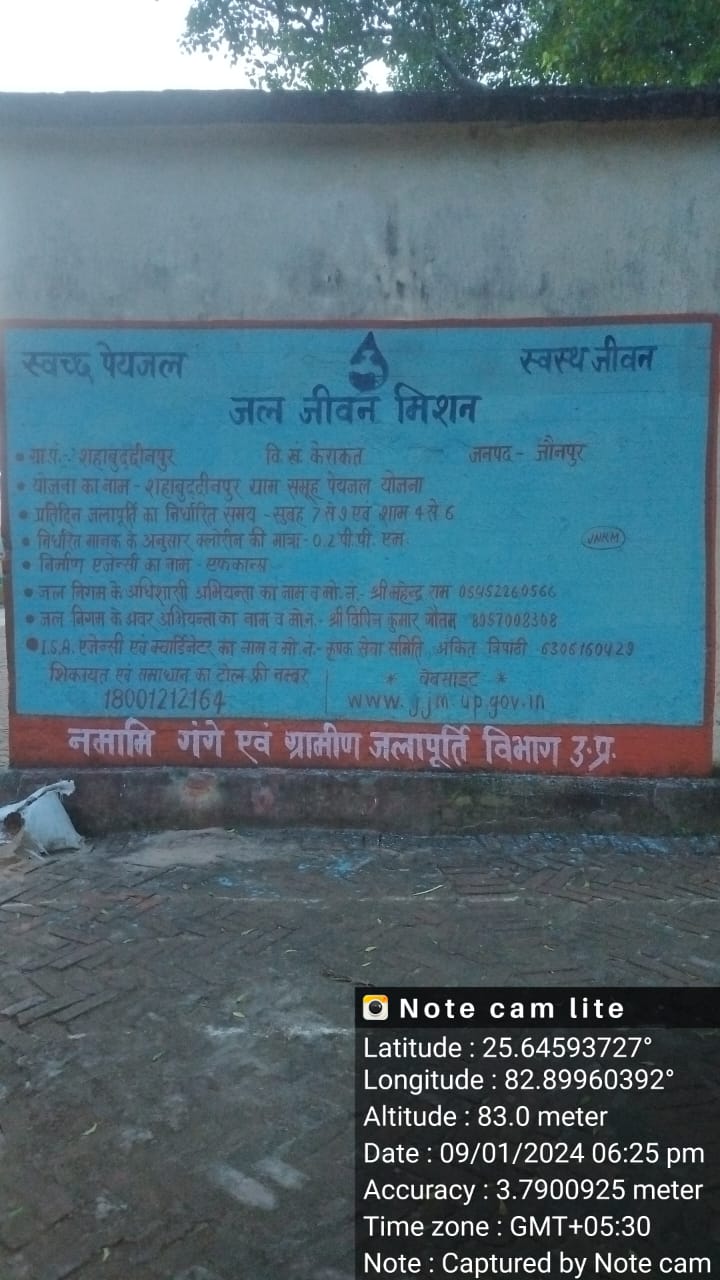 स्वच्छ पेयजल स्वस्थ जीवन
जल जीवन मिशन
• ग्रा.पं.- शहाबुद्दीनपुर वि.खं. केराकत जनपद - जौनपुर
• योजना का नाम - शहाबुद्दीनपुर ग्राम समूह पेयजल योजना
• प्रतिदिन जलापूर्ति का निर्धारित समय - सुबह 7 से 9 एवं शाम 4 से 6
• निर्धारित मानक के अनुसार क्लोरीन की मात्रा - 0.2 पी.पी. एम.
JNKM
• निर्माण एजेन्सी का नाम - एफकान्स
• जल निगम के अधिशासी अभियन्ता का नाम व मो.न.- श्री महेन्द्र राम 05452260566
• जल निगम के अवर अभियन्ता का नाम व मो.न.- श्री विपिन कुमार गौतम 8957008308
• I.S.A. एजेन्सी एवं क्वार्डिनेटर का नाम व मो.नं.- कृषक सेवा समिति, अंकित त्रिपाठी 6306160429
शिकायत एवं समाधान का टोल फ्री नम्बर * वेबसाइट *
18001212164 www.jjm.up.gov.in
नमामि गंगे एवं ग्रामीण जलापूर्ति विभाग उ.प्र.
Note cam lite
Latitude : 25.64593727°
Longitude : 82.89960392°
Altitude : 83.0 meter
Date : 09/01/2024 06:25 pm
Accuracy : 3.7900925 meter
Time zone : GMT+05:30
Note : Captured by Note cam